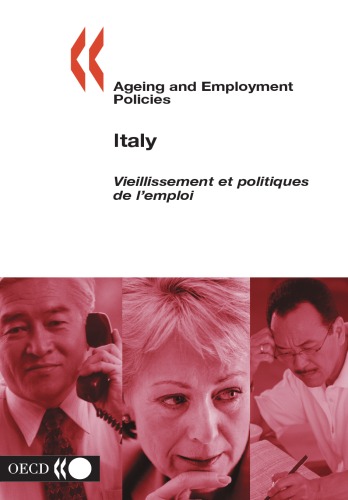 Ageing and Employment
Policies
Italy
Vieillissement et politiques
de l'emploi
OECD